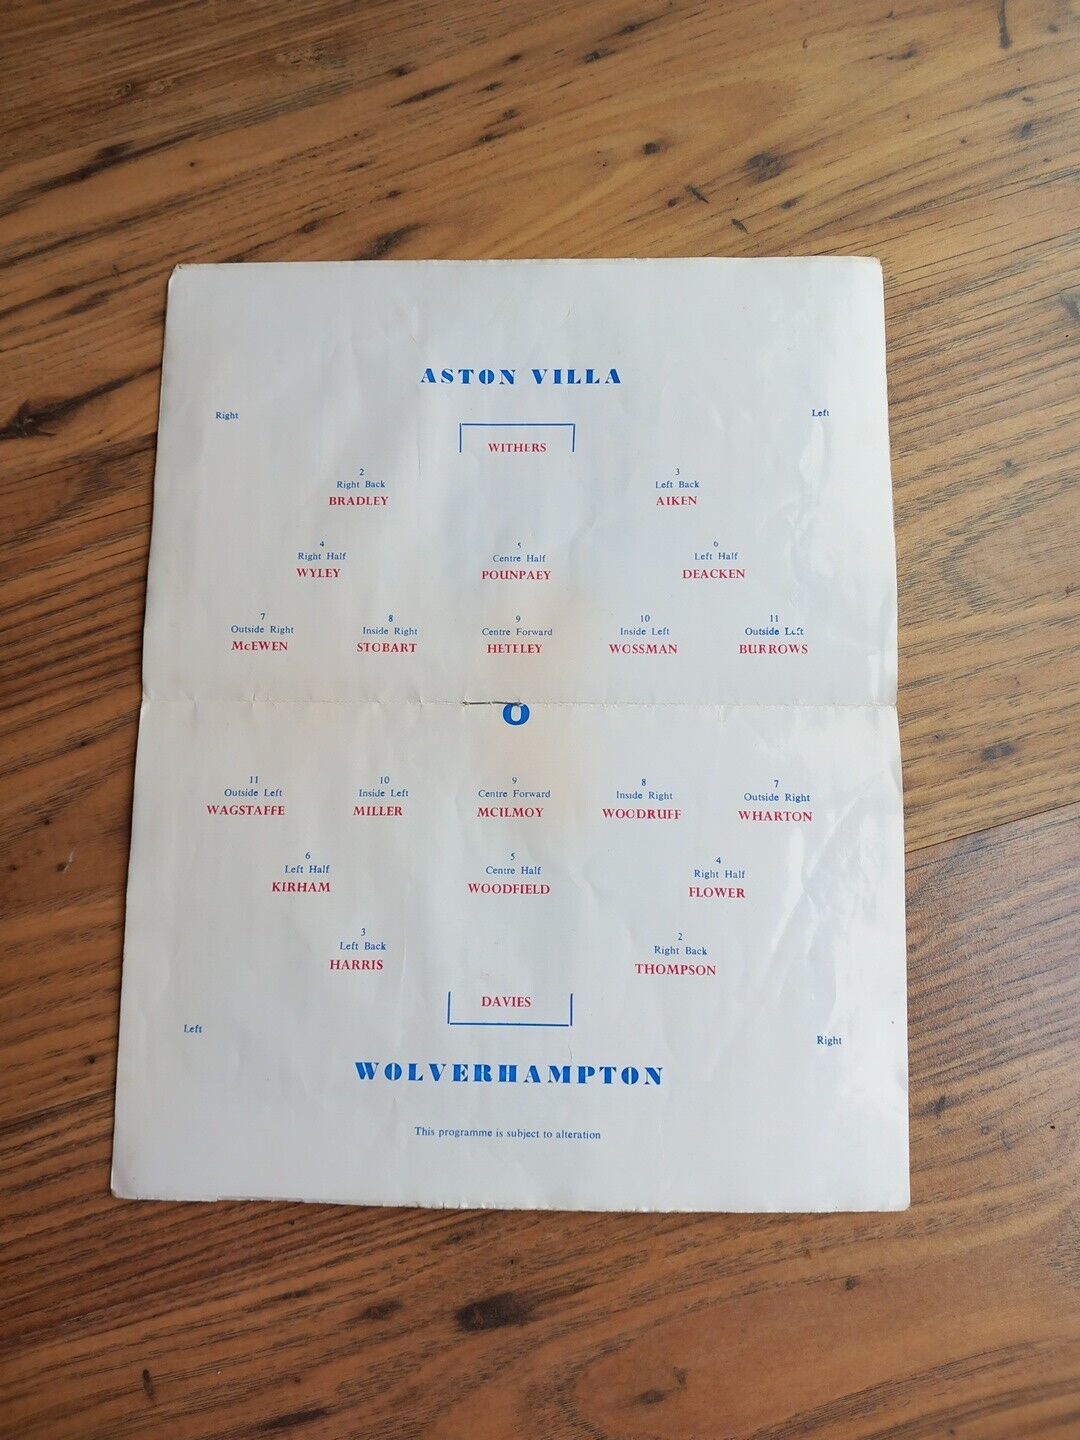 ASTON VILLA
Right Left
WITHERS
2 3
Right Back Left Back
BRADLEY AIKEN
4 5 6
Right Half Centre Half Left Half
WYLEY POUNPAEY DEACKEN
7 8 9 10 11
Outside Right Inside Right Centre Forward Inside Left Outside Left
McEWEN STOBART HETELEY WOSSMAN BURROWS
O
11 10 9 8 7
Outside Left Inside Left Centre Forward Inside Right Outside Right
WAGSTAFFE MILLER MCILMOY WOODRUFF WHARTON
6 5 4
Left Half Centre Half Right Half
KIRHAM WOODFIELD FLOWER
3 2
Left Back Right Back
HARRIS THOMPSON
DAVIES
Left Right
WOLVERHAMPTON
This programme is subject to alteration